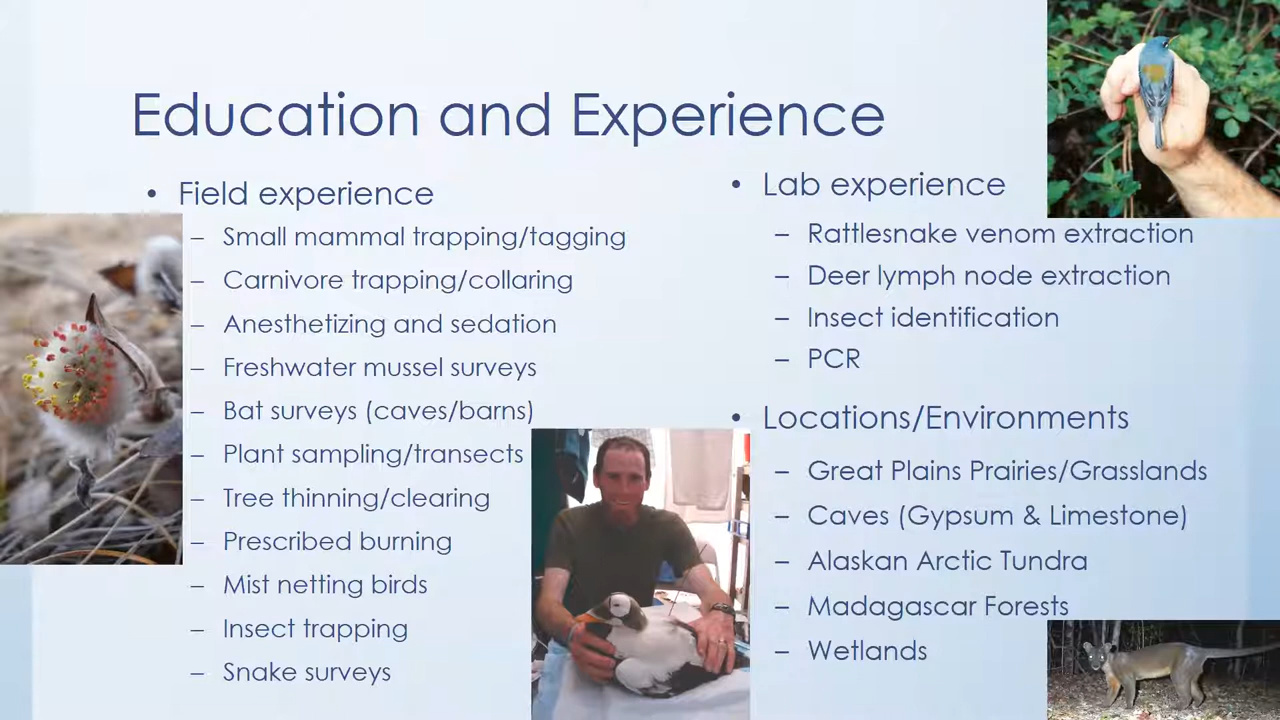 Education and Experience
• Field experience
– Small mammal trapping/tagging
– Carnivore trapping/collaring
– Anesthetizing and sedation
– Freshwater mussel surveys
– Bat surveys (caves/barns)
– Plant sampling/transects
– Tree thinning/clearing
– Prescribed burning
– Mist netting birds
– Insect trapping
– Snake surveys
• Lab experience
– Rattlesnake venom extraction
– Deer lymph node extraction
– Insect identification
– PCR
• Locations/Environments
– Great Plains Prairies/Grasslands
– Caves (Gypsum & Limestone)
– Alaskan Arctic Tundra
– Madagascar Forests
– Wetlands